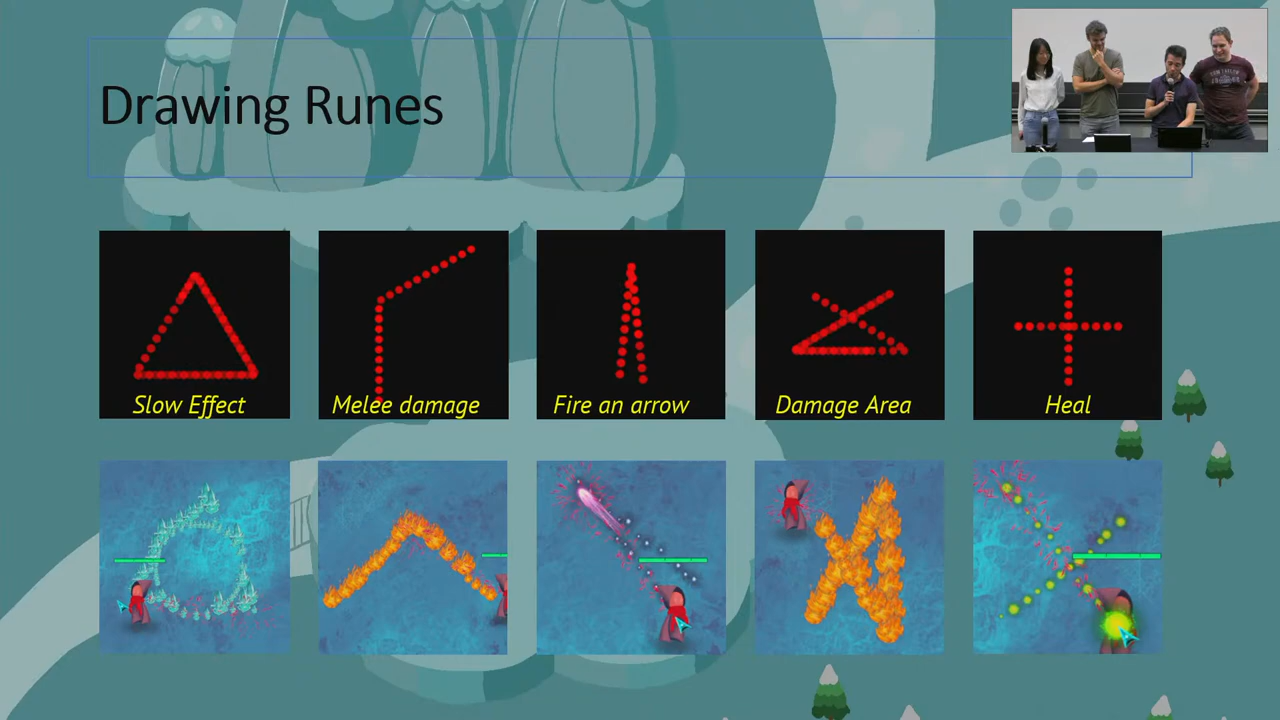 Drawing Runes
Slow Effect
Melee damage
Fire an arrow
Damage Area
Heal